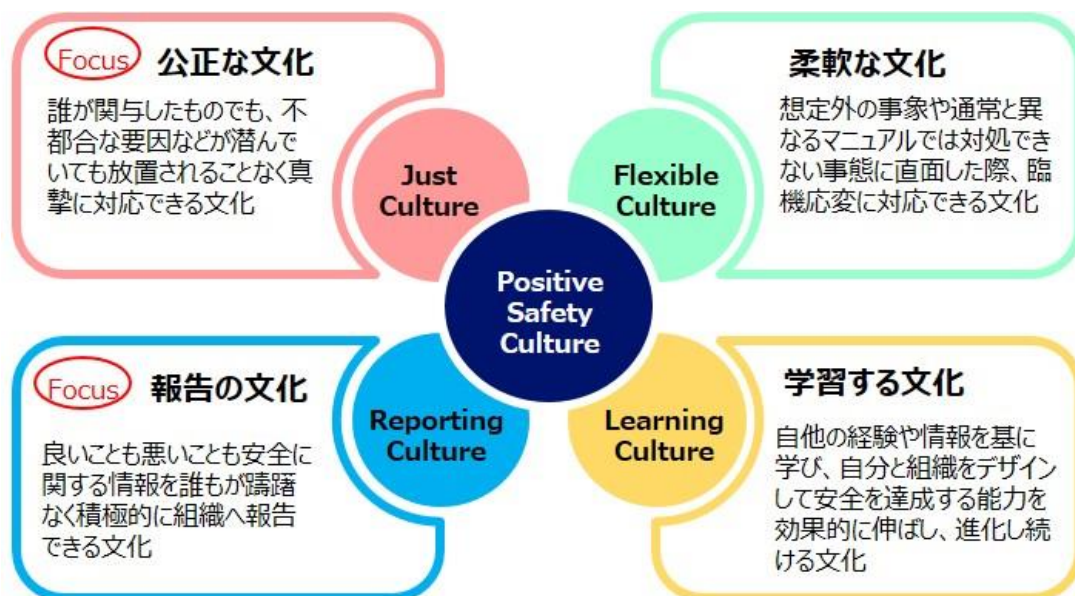 Focus 公正な文化
誰が関与したものでも、不
都合な要因などが潜んで
いても放置されることなく真
摯に対応できる文化
Just
Culture
柔軟な文化
想定外の事象や通常と異
なるマニュアルでは対処でき
ない事態に直面した際、臨
機応変に対応できる文化
Flexible
Culture
Positive
Safety
Culture
Focus 報告の文化
良いことも悪いことも安全に
関する情報を誰もが躊躇
なく積極的に組織へ報告
できる文化
Reporting
Culture
学習する文化
自他の経験や情報を基に
学び、自分と組織をデザイン
して安全を達成する能力を
効果的に伸ばし、進化し続
ける文化
Learning
Culture